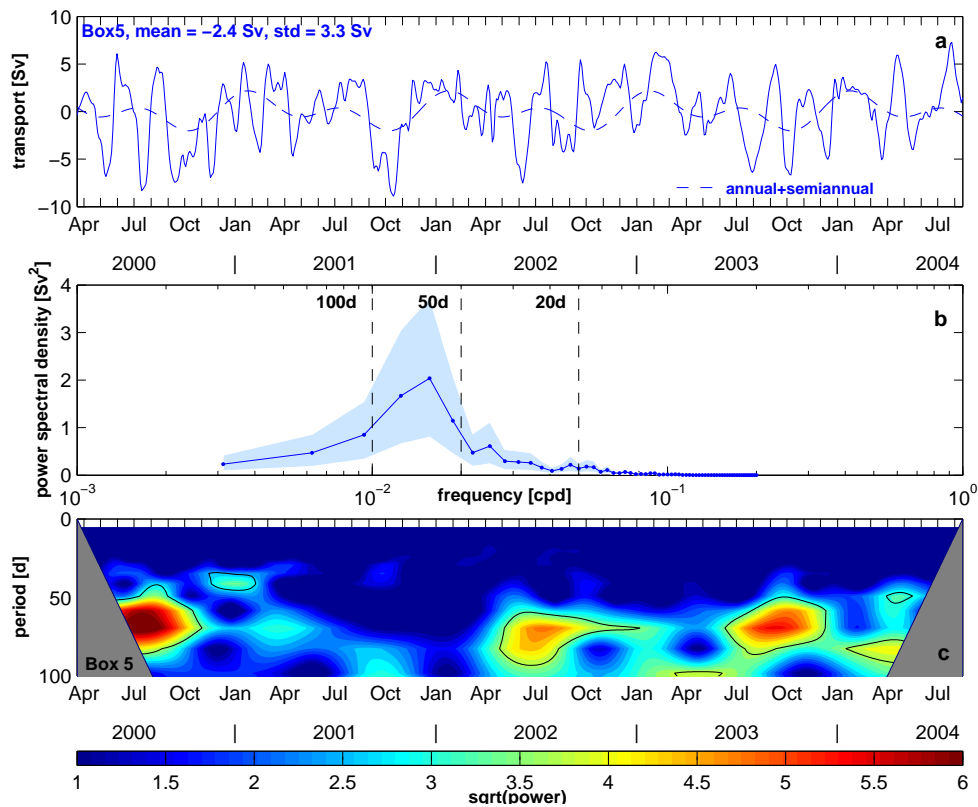 Box5, mean = −2.4 Sv, std = 3.3 Sv
a
transport [Sv]
10
5
0
−5
−10
annual+semiannual
Apr Jul Oct Jan Apr Jul Oct Jan Apr Jul Oct Jan Apr Jul Oct Jan Apr Jul
2000 | 2001 | 2002 | 2003 | 2004
power spectral density [Sv²]
4
3
2
1
0
100d 50d 20d
b
10⁻³ 10⁻² 10⁻¹ 10⁰
frequency [cpd]
period [d]
0
50
100
Box 5
c
Apr Jul Oct Jan Apr Jul Oct Jan Apr Jul Oct Jan Apr Jul Oct Jan Apr Jul
2000 | 2001 | 2002 | 2003 | 2004
1 1.5 2 2.5 3 3.5 4 4.5 5 5.5 6
sqrt(power)